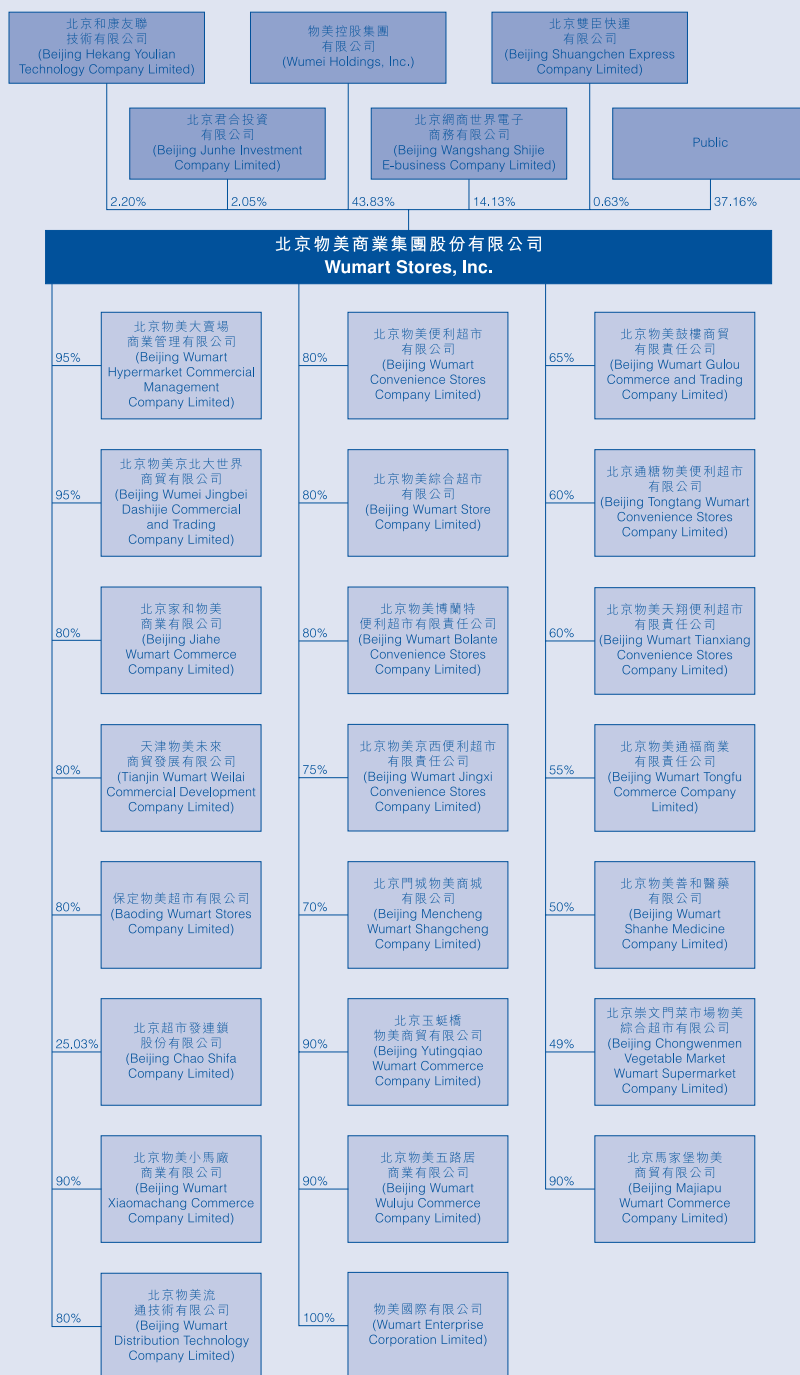 北京和康友聯
技術有限公司
(Beijing Hekang Youlian
Technology Company Limited)
物美控股集團
有限公司
(Wumei Holdings, Inc.)
北京雙臣快運
有限公司
(Beijing Shuangchen Express
Company Limited)
北京君合投資
有限公司
(Beijing Junhe Investment
Company Limited)
北京網商世界電子
商務有限公司
(Beijing Wangshang Shijie
E-business Company Limited)
Public
2.20%
2.05%
43.83%
14.13%
0.63%
37.16%
北京物美商業集團股份有限公司
Wumart Stores, Inc.
95%
北京物美大賣場
商業管理有限公司
(Beijing Wumart
Hypermarket Commercial
Management
Company Limited)
80%
北京物美便利超市
有限公司
(Beijing Wumart
Convenience Stores
Company Limited)
65%
北京物美鼓樓商貿
有限責任公司
(Beijing Wumart Gulou
Commerce and Trading
Company Limited)
95%
北京物美京北大世界
商貿有限公司
(Beijing Wumei Jingbei
Dashijie Commercial
and Trading
Company Limited)
80%
北京物美綜合超市
有限公司
(Beijing Wumart Store
Company Limited)
60%
北京通糖物美便利超市
有限公司
(Beijing Tongtang Wumart
Convenience Stores
Company Limited)
80%
北京家和物美
商業有限公司
(Beijing Jiahe
Wumart Commerce
Company Limited)
80%
北京物美博蘭特
便利超市有限責任公司
(Beijing Wumart Bolante
Convenience Stores
Company Limited)
60%
北京物美天翔便利超市
有限責任公司
(Beijing Wumart Tianxiang
Convenience Stores
Company Limited)
80%
天津物美未來
商貿發展有限公司
(Tianjin Wumart Weilai
Commercial Development
Company Limited)
75%
北京物美京西便利超市
有限責任公司
(Beijing Wumart Jingxi
Convenience Stores
Company Limited)
55%
北京物美通福商業
有限責任公司
(Beijing Wumart Tongfu
Commerce Company
Limited)
80%
保定物美超市有限公司
(Baoding Wumart Stores
Company Limited)
70%
北京門城物美商城
有限公司
(Beijing Mencheng
Wumart Shangcheng
Company Limited)
50%
北京物美善和醫藥
有限公司
(Beijing Wumart
Shanhe Medicine
Company Limited)
25.03%
北京超市發連鎖
股份有限公司
(Beijing Chao Shifa
Company Limited)
90%
北京玉蜓橋
物美商貿有限公司
(Beijing Yutingqiao
Wumart Commerce
Company Limited)
49%
北京崇文門菜市場物美
綜合超市有限公司
(Beijing Chongwenmen
Vegetable Market
Wumart Supermarket
Company Limited)
90%
北京物美小馬廠
商業有限公司
(Beijing Wumart
Xiaomachang Commerce
Company Limited)
90%
北京物美五路居
商業有限公司
(Beijing Wumart
Wuluju Commerce
Company Limited)
90%
北京馬家堡物美
商貿有限公司
(Beijing Majiapu
Wumart Commerce
Company Limited)
80%
北京物美流
通技術有限公司
(Beijing Wumart
Distribution Technology
Company Limited)
100%
物美國際有限公司
(Wumart Enterprise
Corporation Limited)